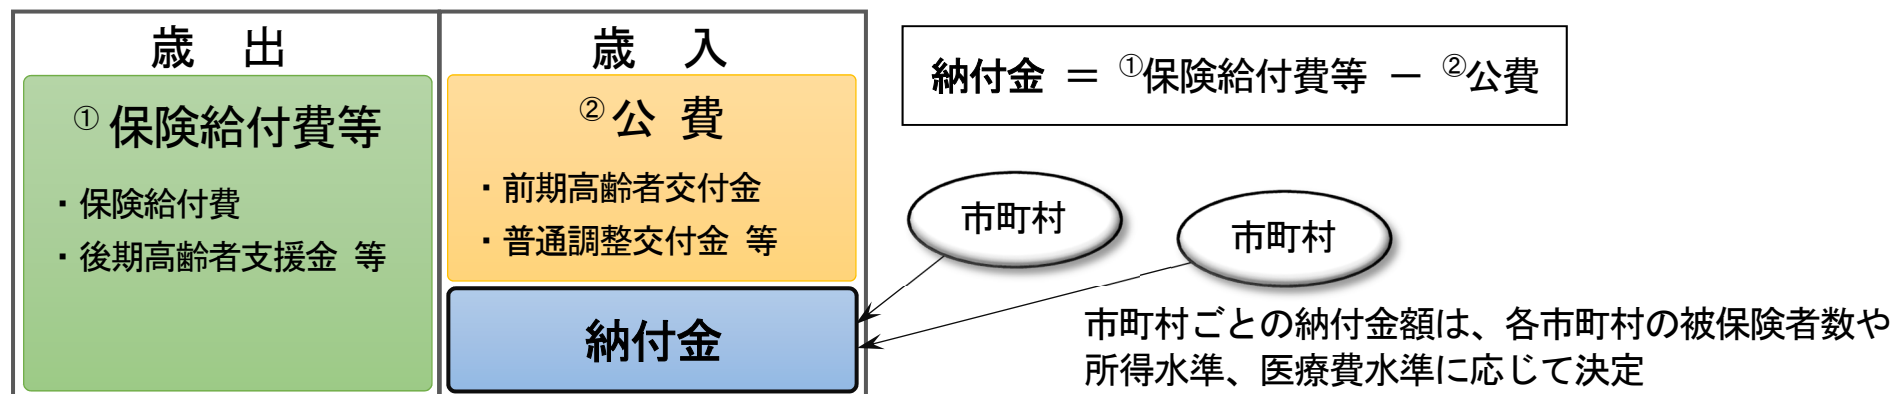 歳 出
①保険給付費等
・保険給付費
・後期高齢者支援金 等
歳 入
②公 費
・前期高齢者交付金
・普通調整交付金 等
納付金
納付金 ＝ ①保険給付費等 － ②公費
市町村
市町村
市町村ごとの納付金額は、各市町村の被保険者数や
所得水準、医療費水準に応じて決定